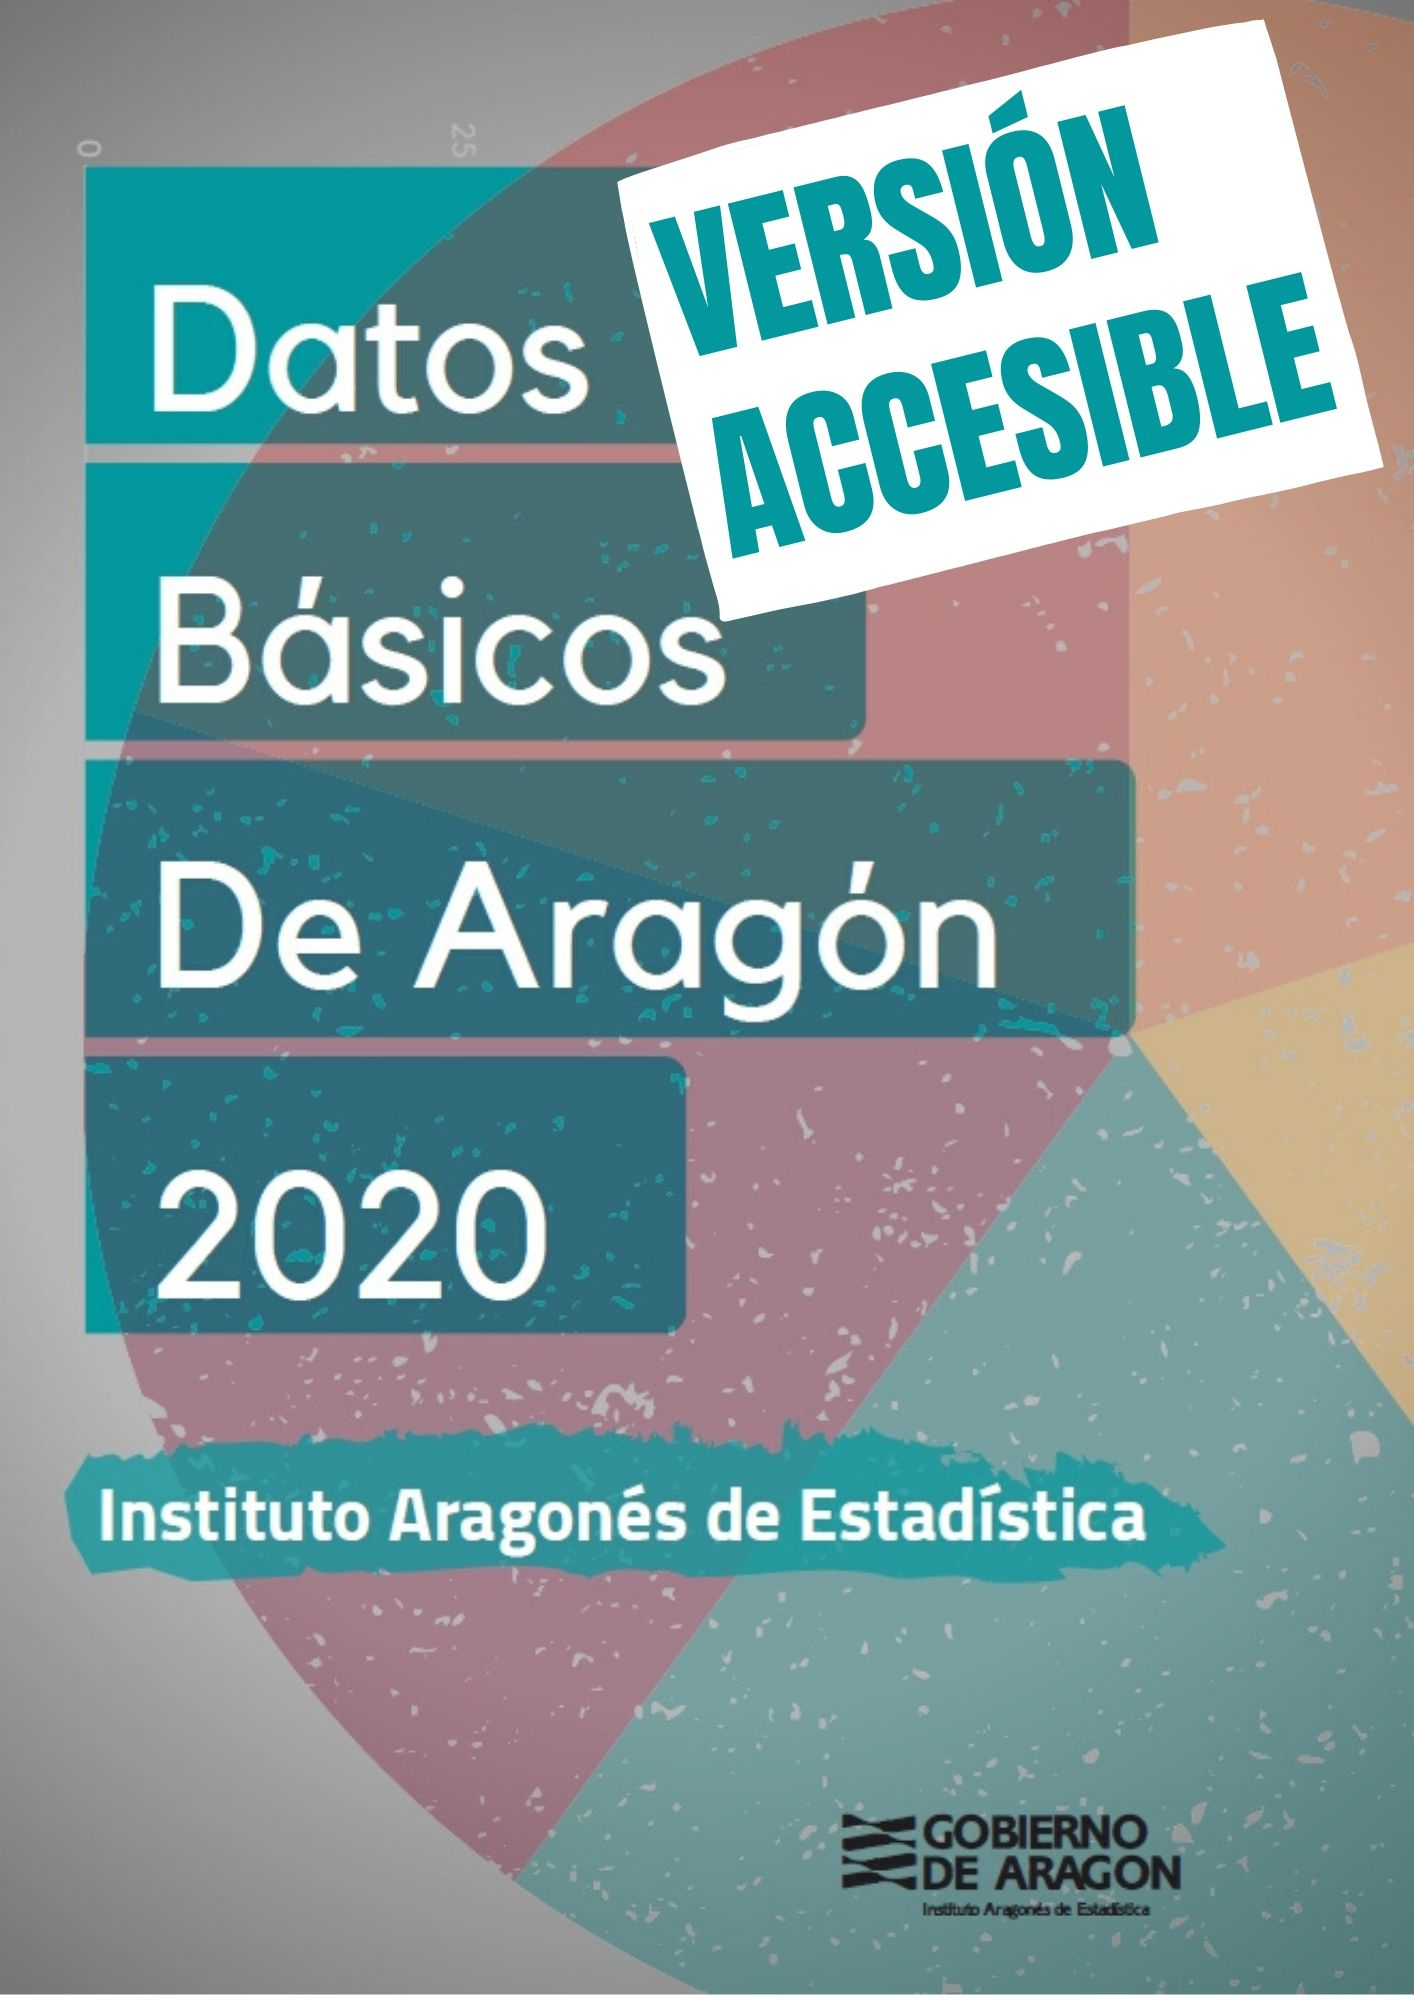 0
25
VERSIÓN
ACCESIBLE
Datos
Básicos
De Aragón
2020
Instituto Aragonés de Estadística
GOBIERNO
DE ARAGON
Instituto Aragonés de Estadística